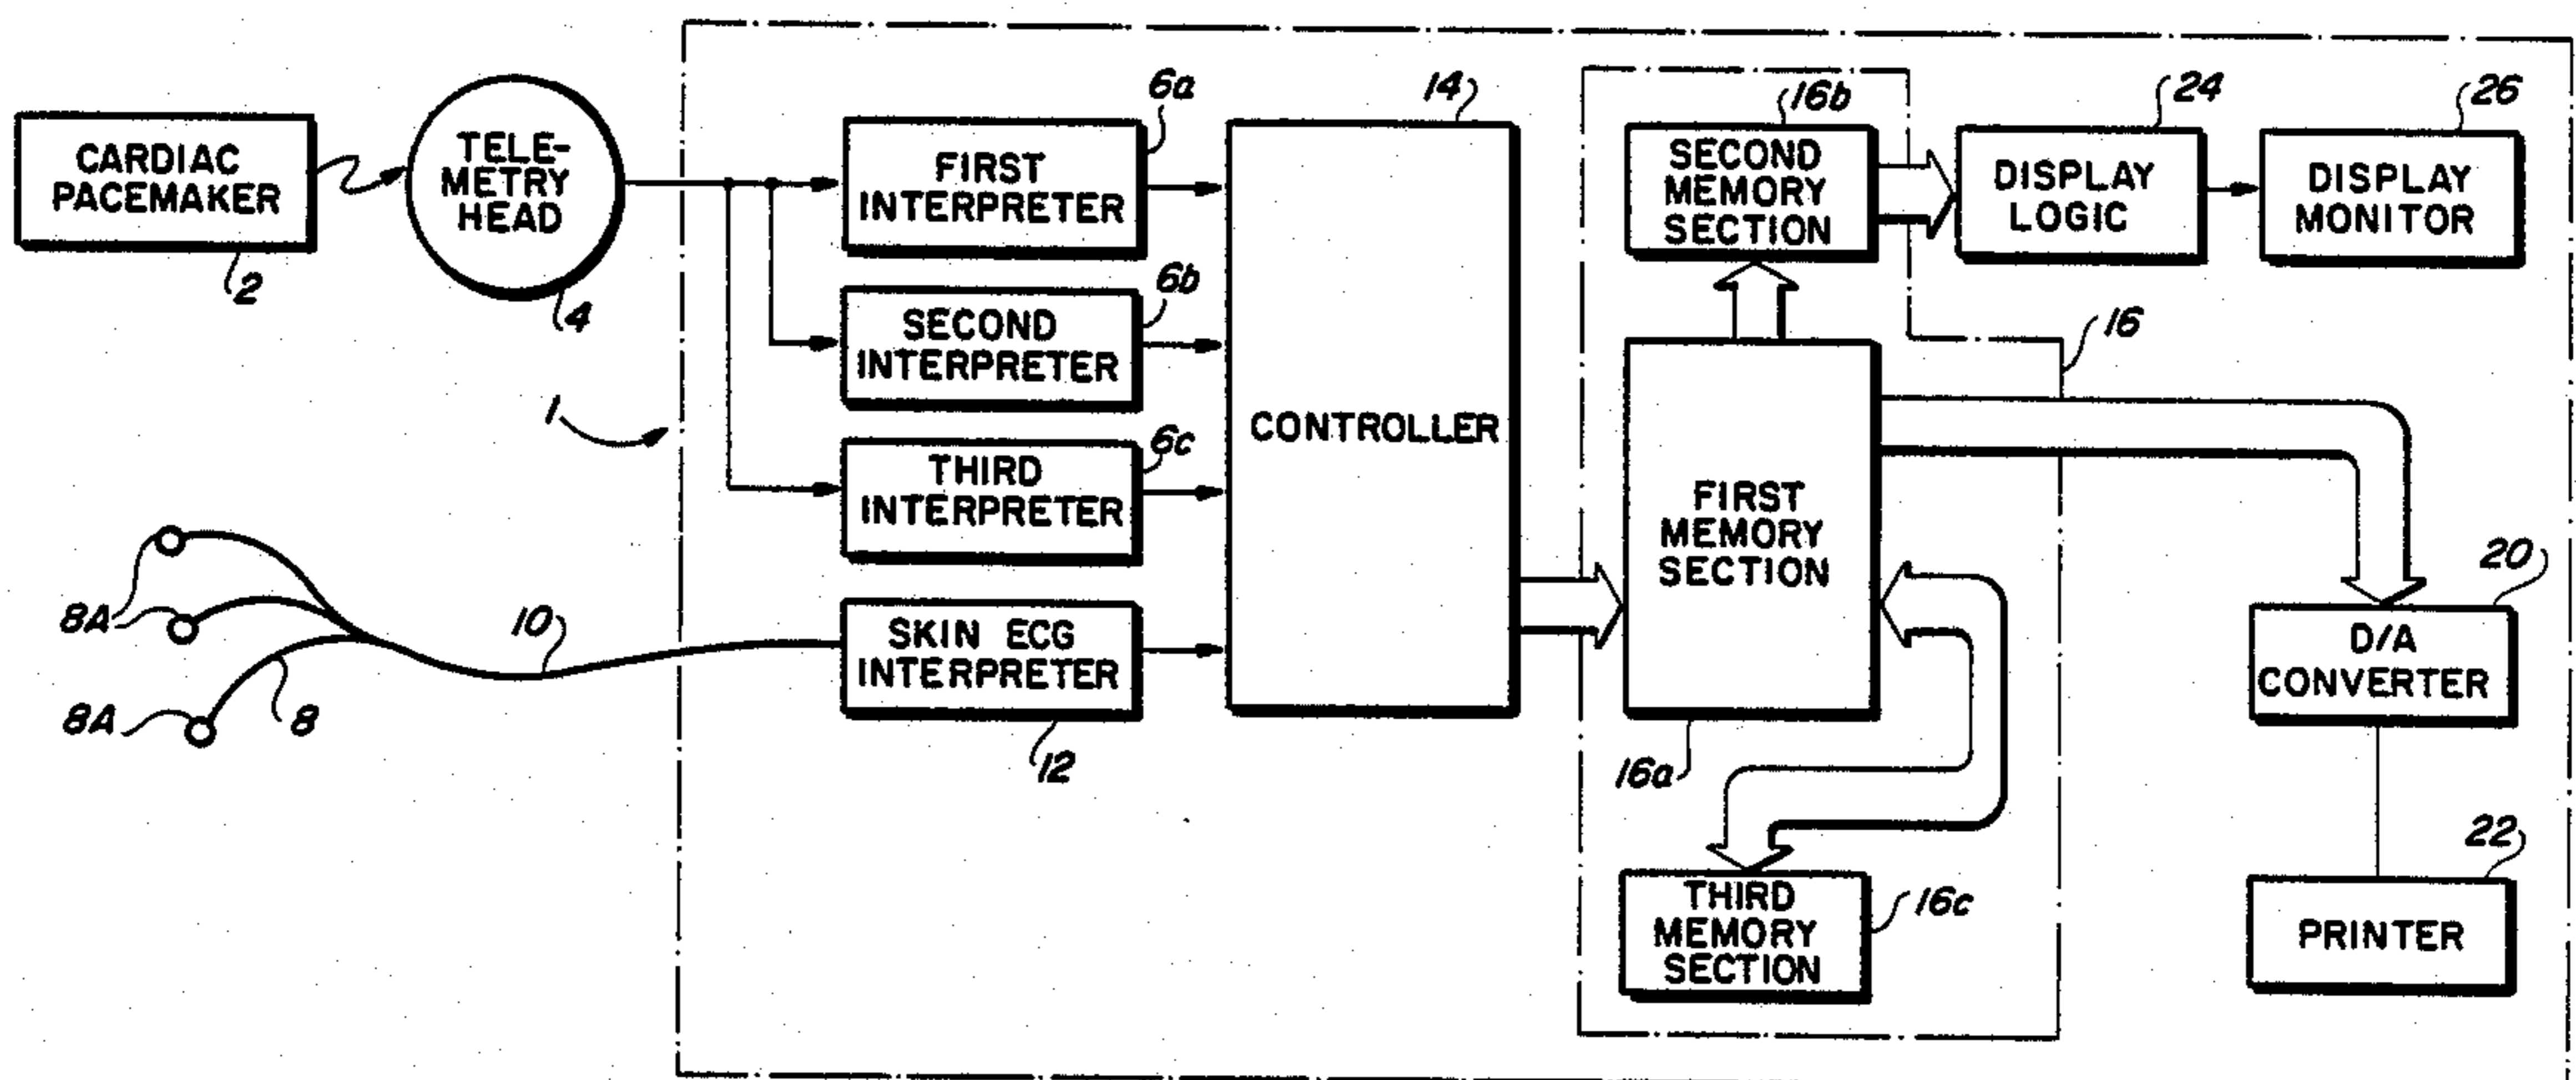 CARDIAC
PACEMAKER
2
TELE-
METRY
HEAD
4
1
FIRST
INTERPRETER
6a
SECOND
INTERPRETER
6b
THIRD
INTERPRETER
6c
SKIN ECG
INTERPRETER
12
8A
8A
8
10
CONTROLLER
14
SECOND
MEMORY
SECTION
16b
FIRST
MEMORY
SECTION
16a
THIRD
MEMORY
SECTION
16c
16
DISPLAY
LOGIC
24
DISPLAY
MONITOR
26
D/A
CONVERTER
20
PRINTER
22